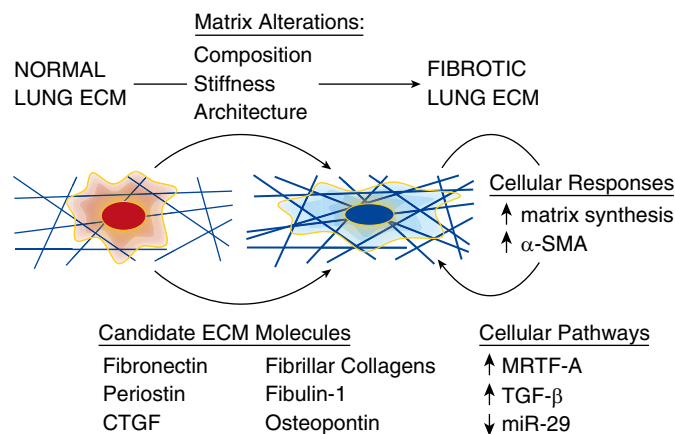 Matrix Alterations:
Composition
Stiffness
Architecture
NORMAL
LUNG ECM
FIBROTIC
LUNG ECM
Cellular Responses
↑ matrix synthesis
↑ α-SMA
Candidate ECM Molecules
Fibronectin
Periostin
CTGF
Fibrillar Collagens
Fibulin-1
Osteopontin
Cellular Pathways
↑ MRTF-A
↑ TGF-β
↓ miR-29